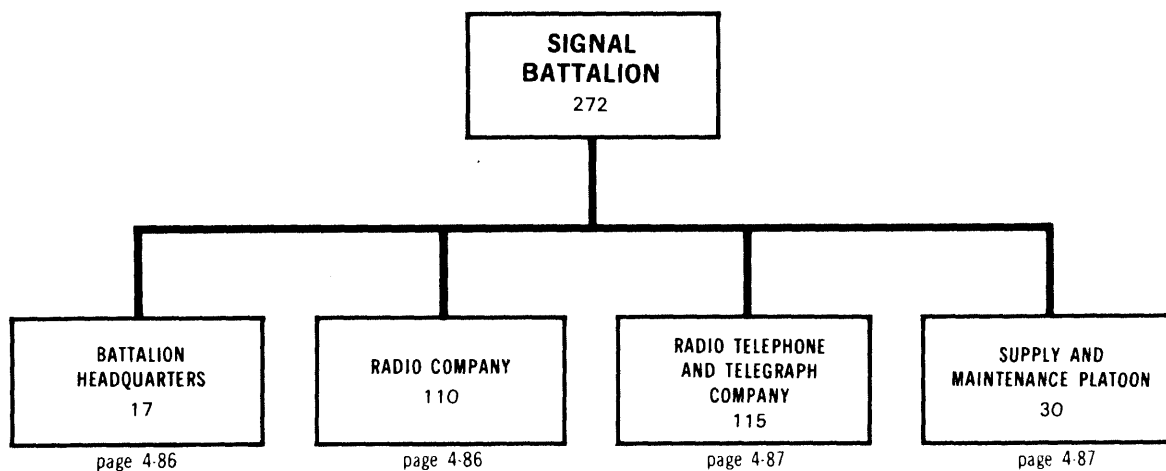 SIGNAL
BATTALION
272
BATTALION
HEADQUARTERS
17
page 4-86
RADIO COMPANY
110
page 4-86
RADIO TELEPHONE
AND TELEGRAPH
COMPANY
115
page 4-87
SUPPLY AND
MAINTENANCE PLATOON
30
page 4-87